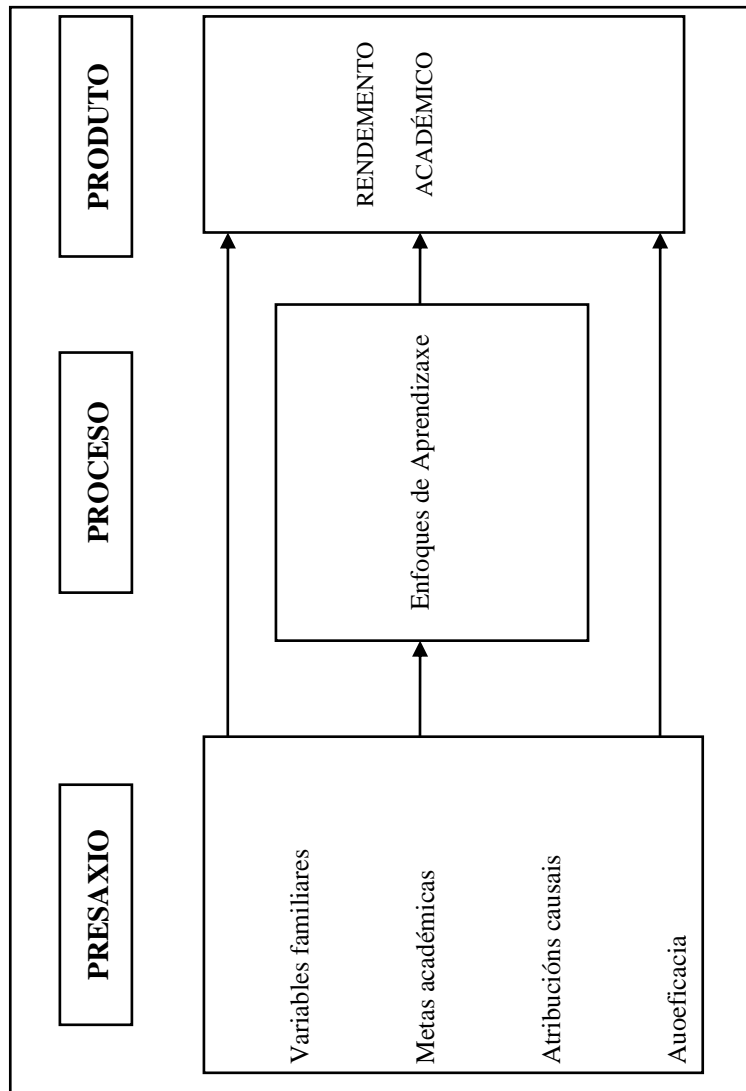 PRESAXIO
PROCESO
PRODUTO
Variables familiares
Metas académicas
Atribucións causais
Auoeficacia
Enfoques de Aprendizaxe
RENDEMENTO
ACADÉMICO